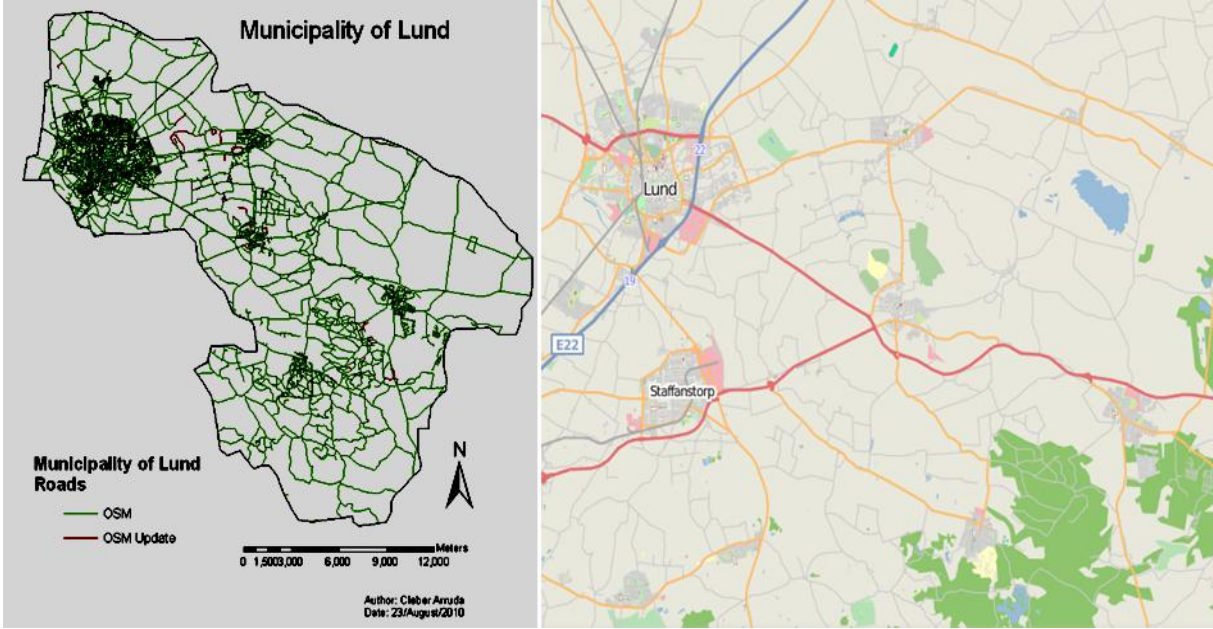 Municipality of Lund
N
Municipality of Lund
Roads
OSM
OSM Update
Meters
0 1,5003,000 6,000 9,000 12,000
Author: Cleber Arruda
Date: 23/August/2010
22
Lund
19
E22
Staffanstorp